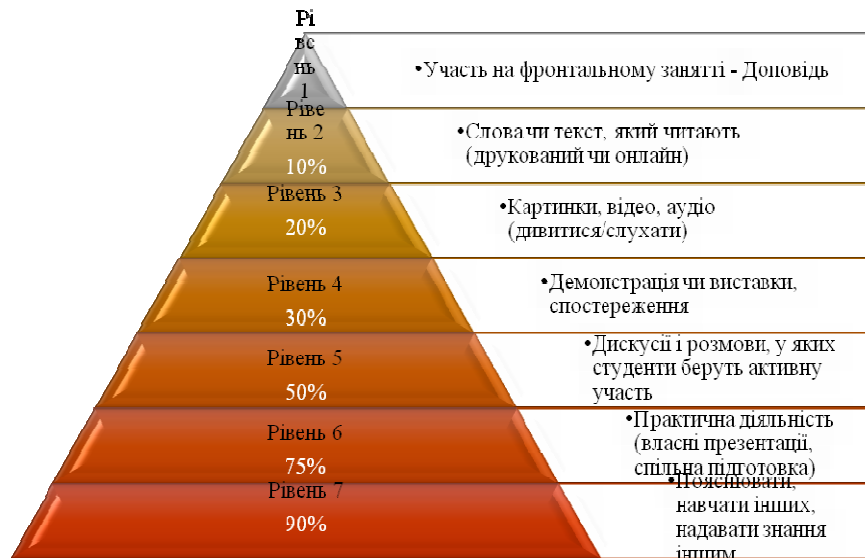 Рі
вень
1
•Участь на фронтальному занятті - Доповідь
Ріве
нь 2
10%
•Слова чи текст, який читають
(друкований чи онлайн)
Рівень 3
20%
•Картинки, відео, аудіо
(дивитися/слухати)
Рівень 4
30%
•Демонстрація чи виставки,
спостереження
Рівень 5
50%
•Дискусії і розмови, у яких
студенти беруть активну
участь
Рівень 6
75%
•Практична діяльність
(власні презентації,
спільна підготовка)
Рівень 7
90%
•Пояснювати,
навчати інших,
надавати знання
іншим